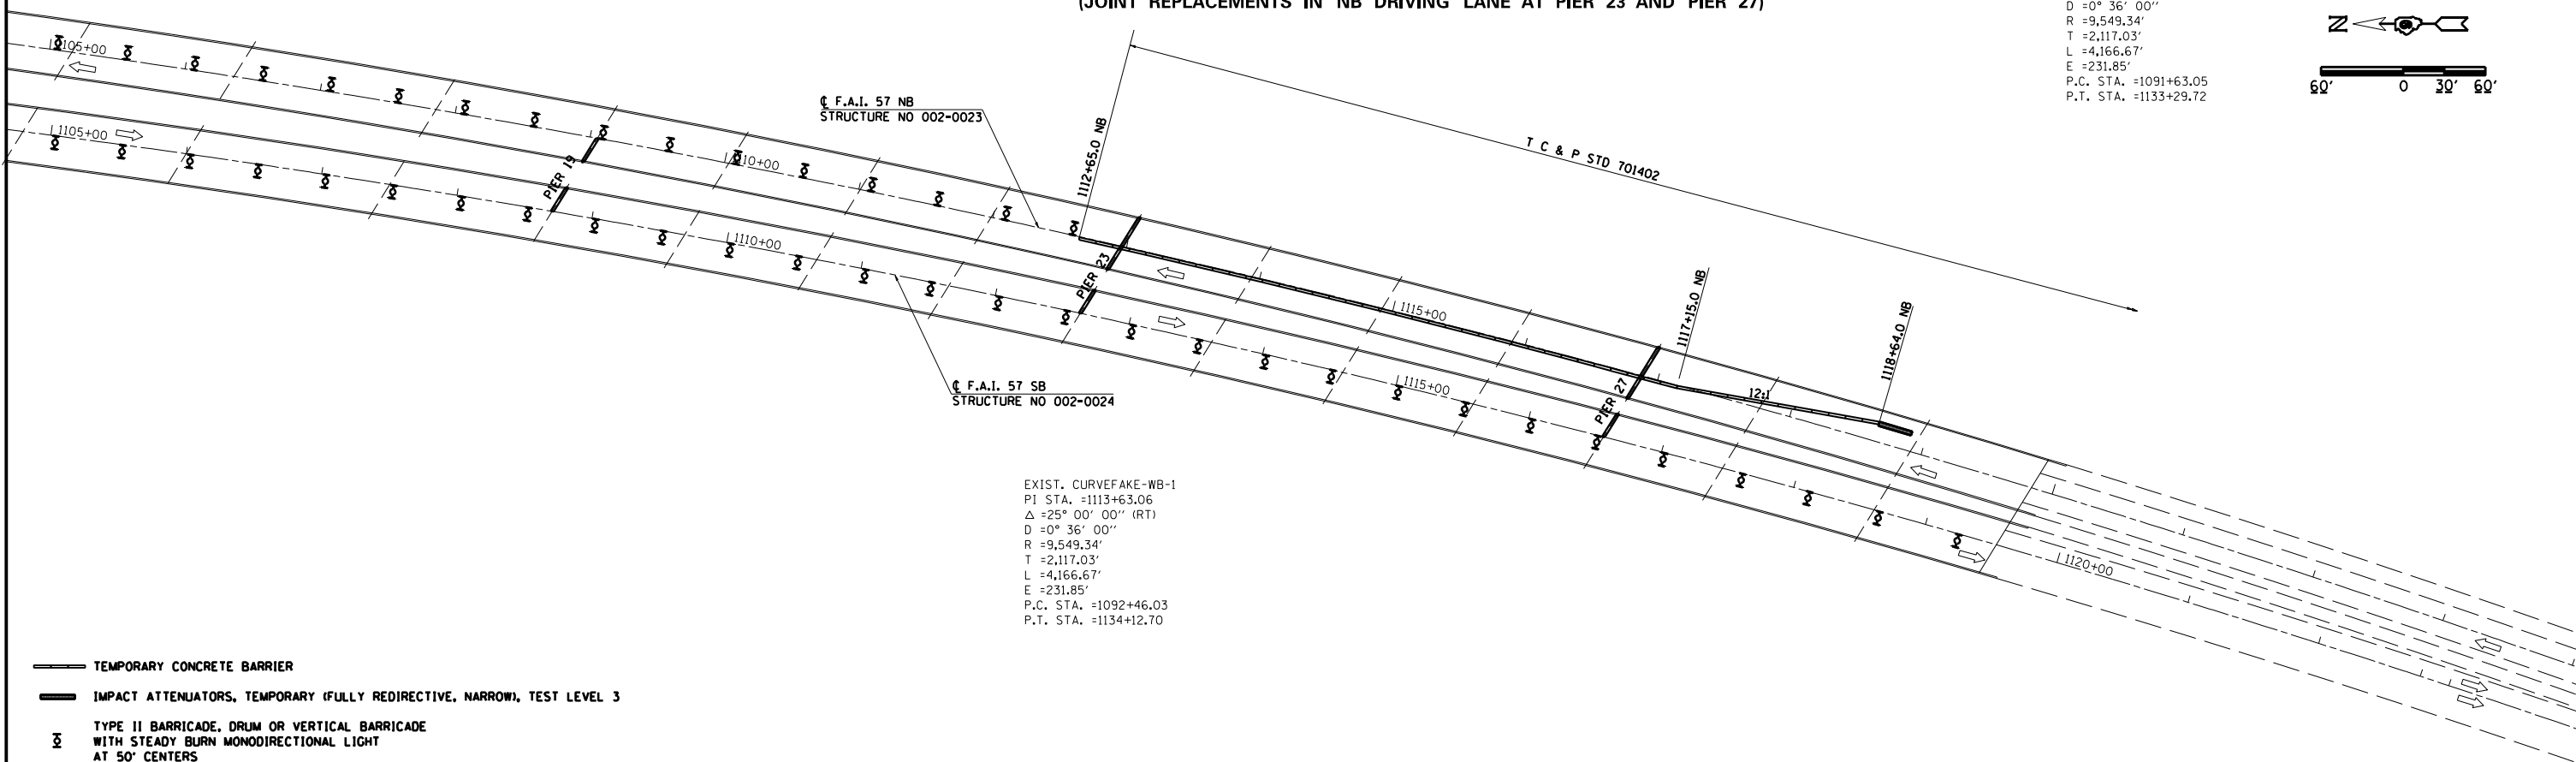 (JOINT REPLACEMENTS IN NB DRIVING LANE AT PIER 23 AND PIER 27)
D =0° 36' 00''
R =9,549.34'
T =2,117.03'
L =4,166.67'
E =231.85'
P.C. STA. =1091+63.05
P.T. STA. =1133+29.72
Z
60' 0 30' 60'
1105+00
1105+00
PIER 19
1110+00
1110+00
℄ F.A.I. 57 NB
STRUCTURE NO 002-0023
1112+65.0 NB
T C & P STD 701402
PIER 23
1115+00
1115+00
℄ F.A.I. 57 SB
STRUCTURE NO 002-0024
PIER 27
1117+15.0 NB
12:1
1118+64.0 NB
1120+00
EXIST. CURVEFAKE-WB-1
PI STA. =1113+63.06
Δ =25° 00' 00'' (RT)
D =0° 36' 00''
R =9,549.34'
T =2,117.03'
L =4,166.67'
E =231.85'
P.C. STA. =1092+46.03
P.T. STA. =1134+12.70
TEMPORARY CONCRETE BARRIER
IMPACT ATTENUATORS, TEMPORARY (FULLY REDIRECTIVE, NARROW), TEST LEVEL 3
TYPE II BARRICADE, DRUM OR VERTICAL BARRICADE
WITH STEADY BURN MONODIRECTIONAL LIGHT
AT 50' CENTERS